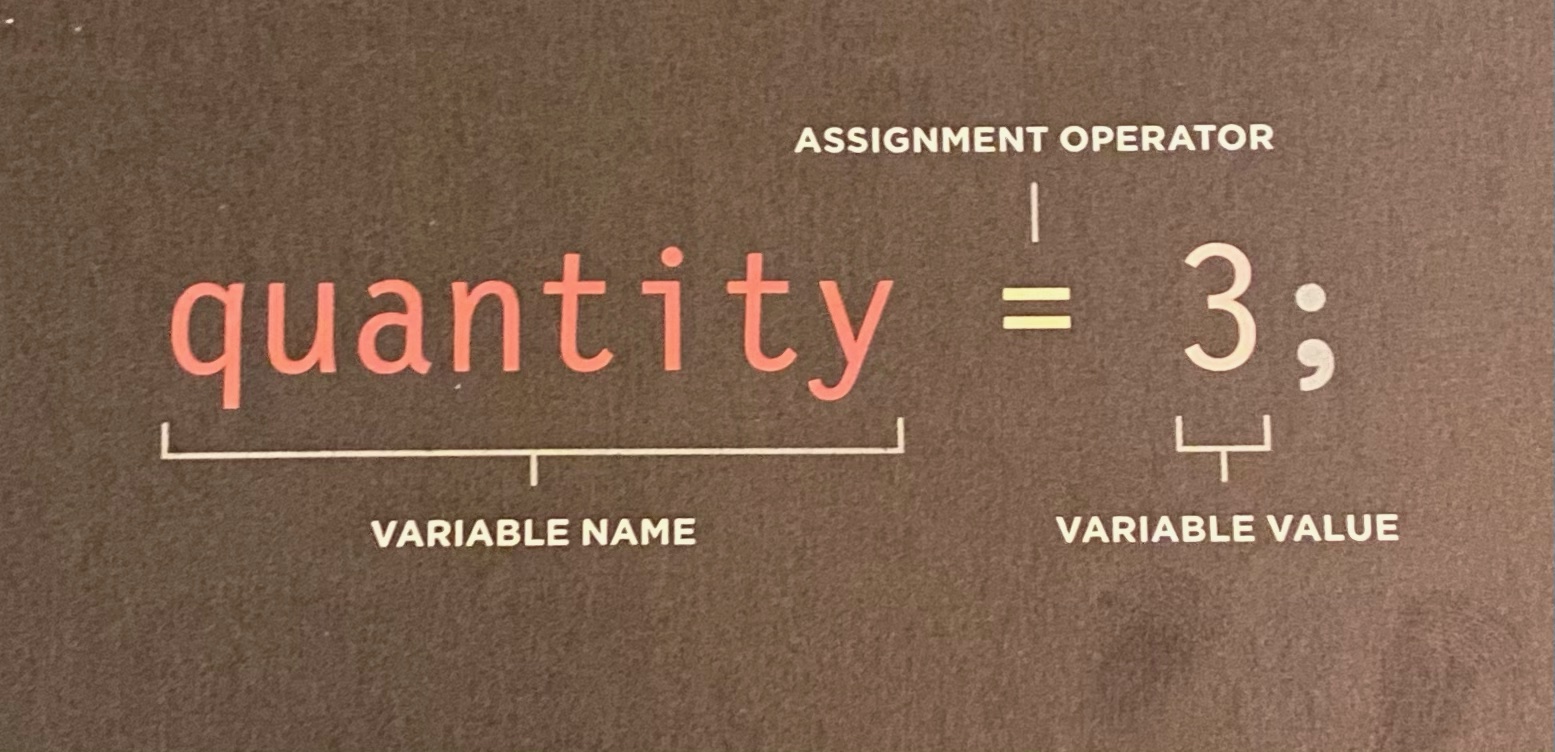 ASSIGNMENT OPERATOR
quantity = 3;
VARIABLE NAME
VARIABLE VALUE